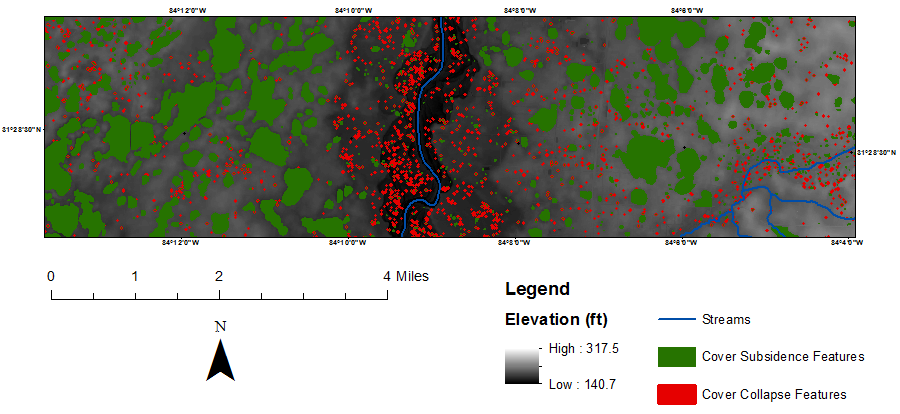 84°12'0"W 84°10'0"W 84°8'0"W 84°6'0"W
31°28'30"N
31°28'30"N
84°12'0"W 84°10'0"W 84°8'0"W 84°6'0"W 84°4'0"W
0 1 2 4 Miles
N
Legend
Elevation (ft)
High : 317.5
Low : 140.7
Streams
Cover Subsidence Features
Cover Collapse Features